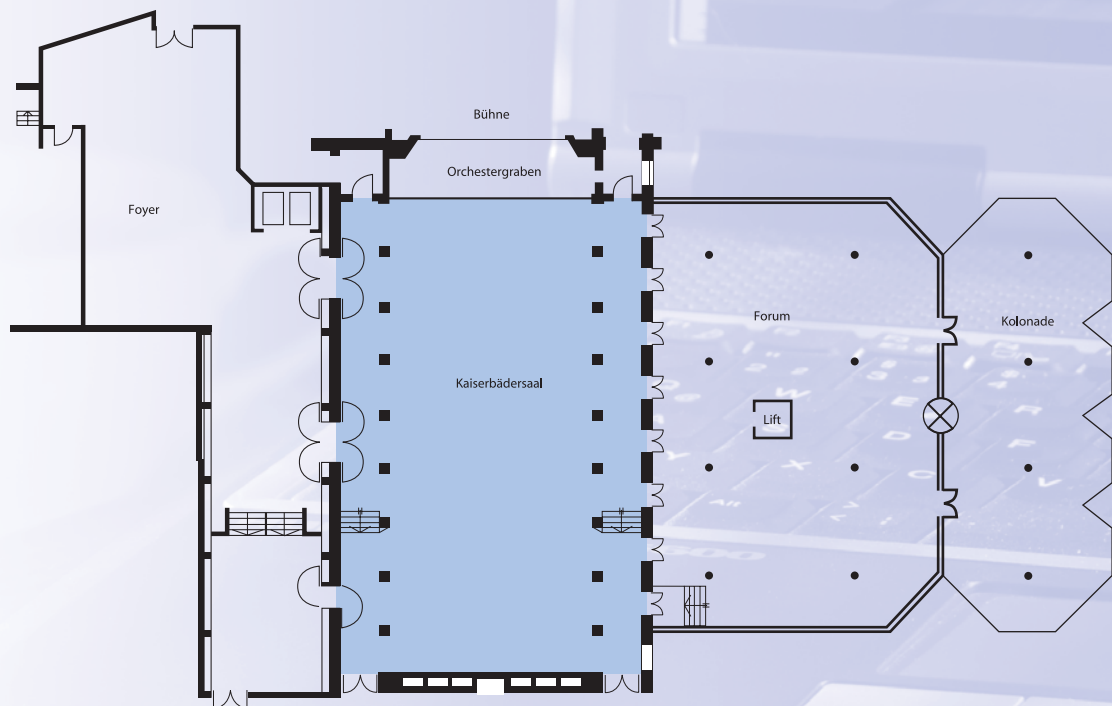 Bühne
Orchestergraben
Foyer
Forum
Kolonade
Kaiserbädersaal
Lift